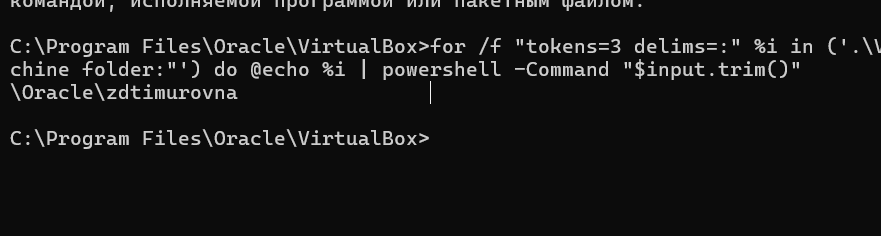 командой, исполняемой программой или пакетным файлом.
C:\Program Files\Oracle\VirtualBox>for /f "tokens=3 delims=:" %i in ('.\V
chine folder:"') do @echo %i | powershell -Command "$input.trim()"
\Oracle\zdtimurovna
C:\Program Files\Oracle\VirtualBox>